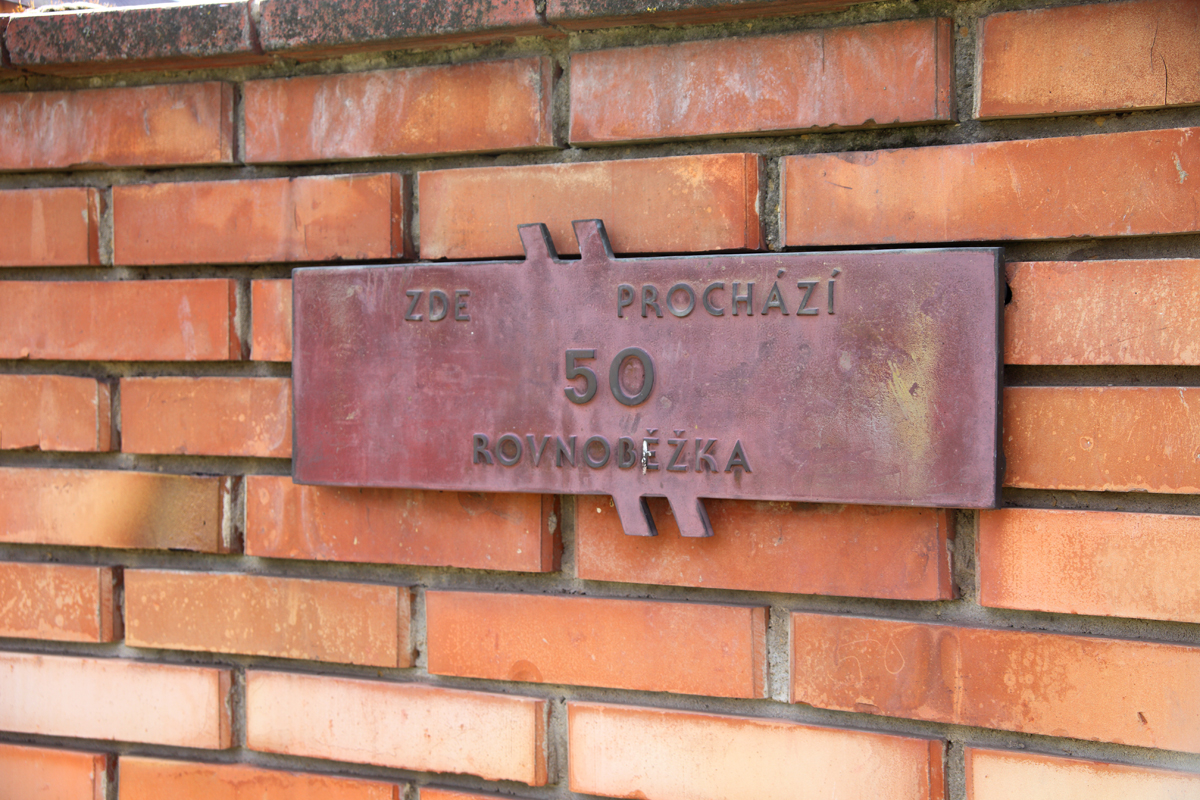 ZDE PROCHÁZÍ
50
ROVNOBĚŽKA